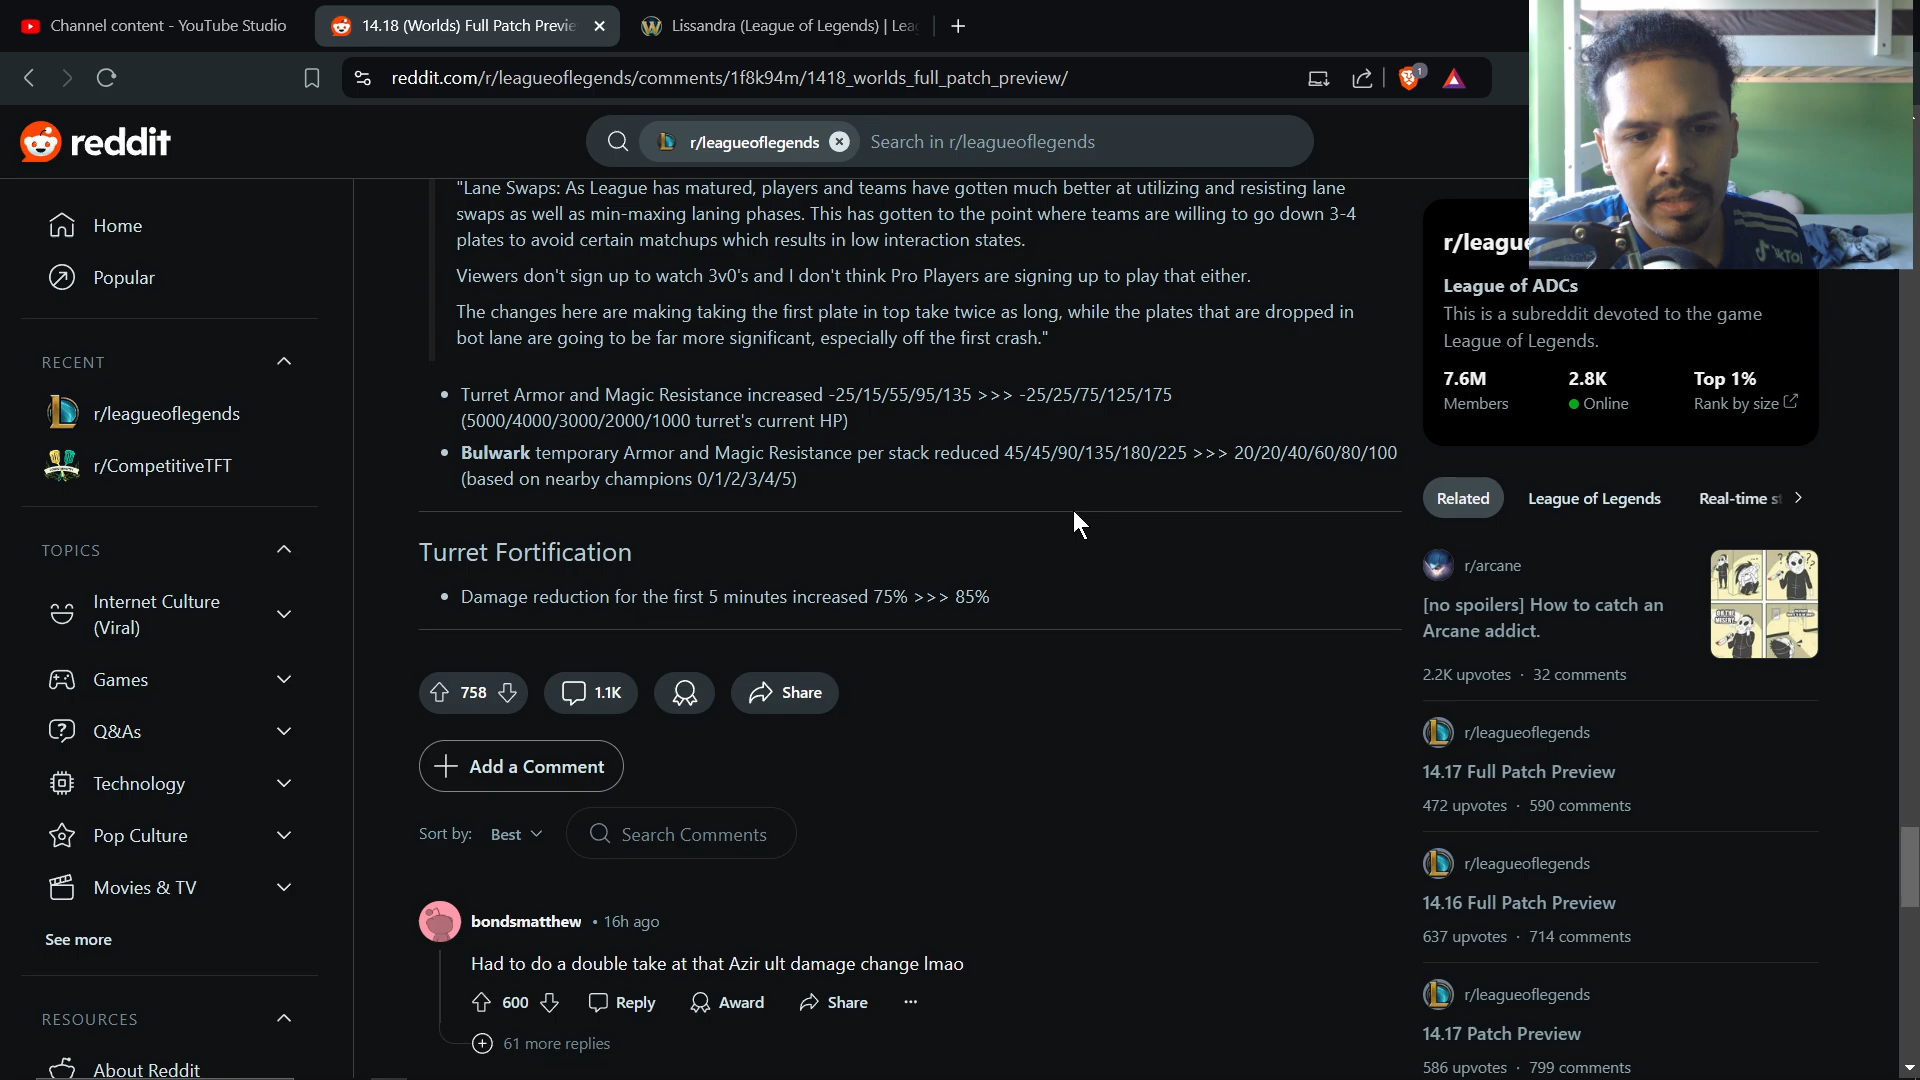 Channel content - YouTube Studio
14.18 (Worlds) Full Patch Previe
Lissandra (League of Legends) | Lea
reddit.com/r/leagueoflegends/comments/1f8k94m/1418_worlds_full_patch_preview/
1
reddit
r/leagueoflegends
Search in r/leagueoflegends
Home
Popular
RECENT
r/leagueoflegends
r/CompetitiveTFT
TOPICS
Internet Culture
(Viral)
Games
Q&As
Technology
Pop Culture
Movies & TV
See more
RESOURCES
About Reddit
"Lane Swaps: As League has matured, players and teams have gotten much better at utilizing and resisting lane
swaps as well as min-maxing laning phases. This has gotten to the point where teams are willing to go down 3-4
plates to avoid certain matchups which results in low interaction states.
Viewers don't sign up to watch 3v0's and I don't think Pro Players are signing up to play that either.
The changes here are making taking the first plate in top take twice as long, while the plates that are dropped in
bot lane are going to be far more significant, especially off the first crash."
• Turret Armor and Magic Resistance increased -25/15/55/95/135 >>> -25/25/75/125/175
(5000/4000/3000/2000/1000 turret's current HP)
• Bulwark temporary Armor and Magic Resistance per stack reduced 45/45/90/135/180/225 >>> 20/20/40/60/80/100
(based on nearby champions 0/1/2/3/4/5)
Turret Fortification
• Damage reduction for the first 5 minutes increased 75% >>> 85%
758
1.1K
Share
Add a Comment
Sort by: Best
Search Comments
bondsmatthew • 16h ago
Had to do a double take at that Azir ult damage change lmao
600
Reply
Award
Share
61 more replies
r/league
League of ADCs
This is a subreddit devoted to the game
League of Legends.
7.6M 2.8K Top 1%
Members Online Rank by size
Related League of Legends Real-time s
r/arcane
[no spoilers] How to catch an
Arcane addict.
2.2K upvotes · 32 comments
r/leagueoflegends
14.17 Full Patch Preview
472 upvotes · 590 comments
r/leagueoflegends
14.16 Full Patch Preview
637 upvotes · 714 comments
r/leagueoflegends
14.17 Patch Preview
586 upvotes · 799 comments